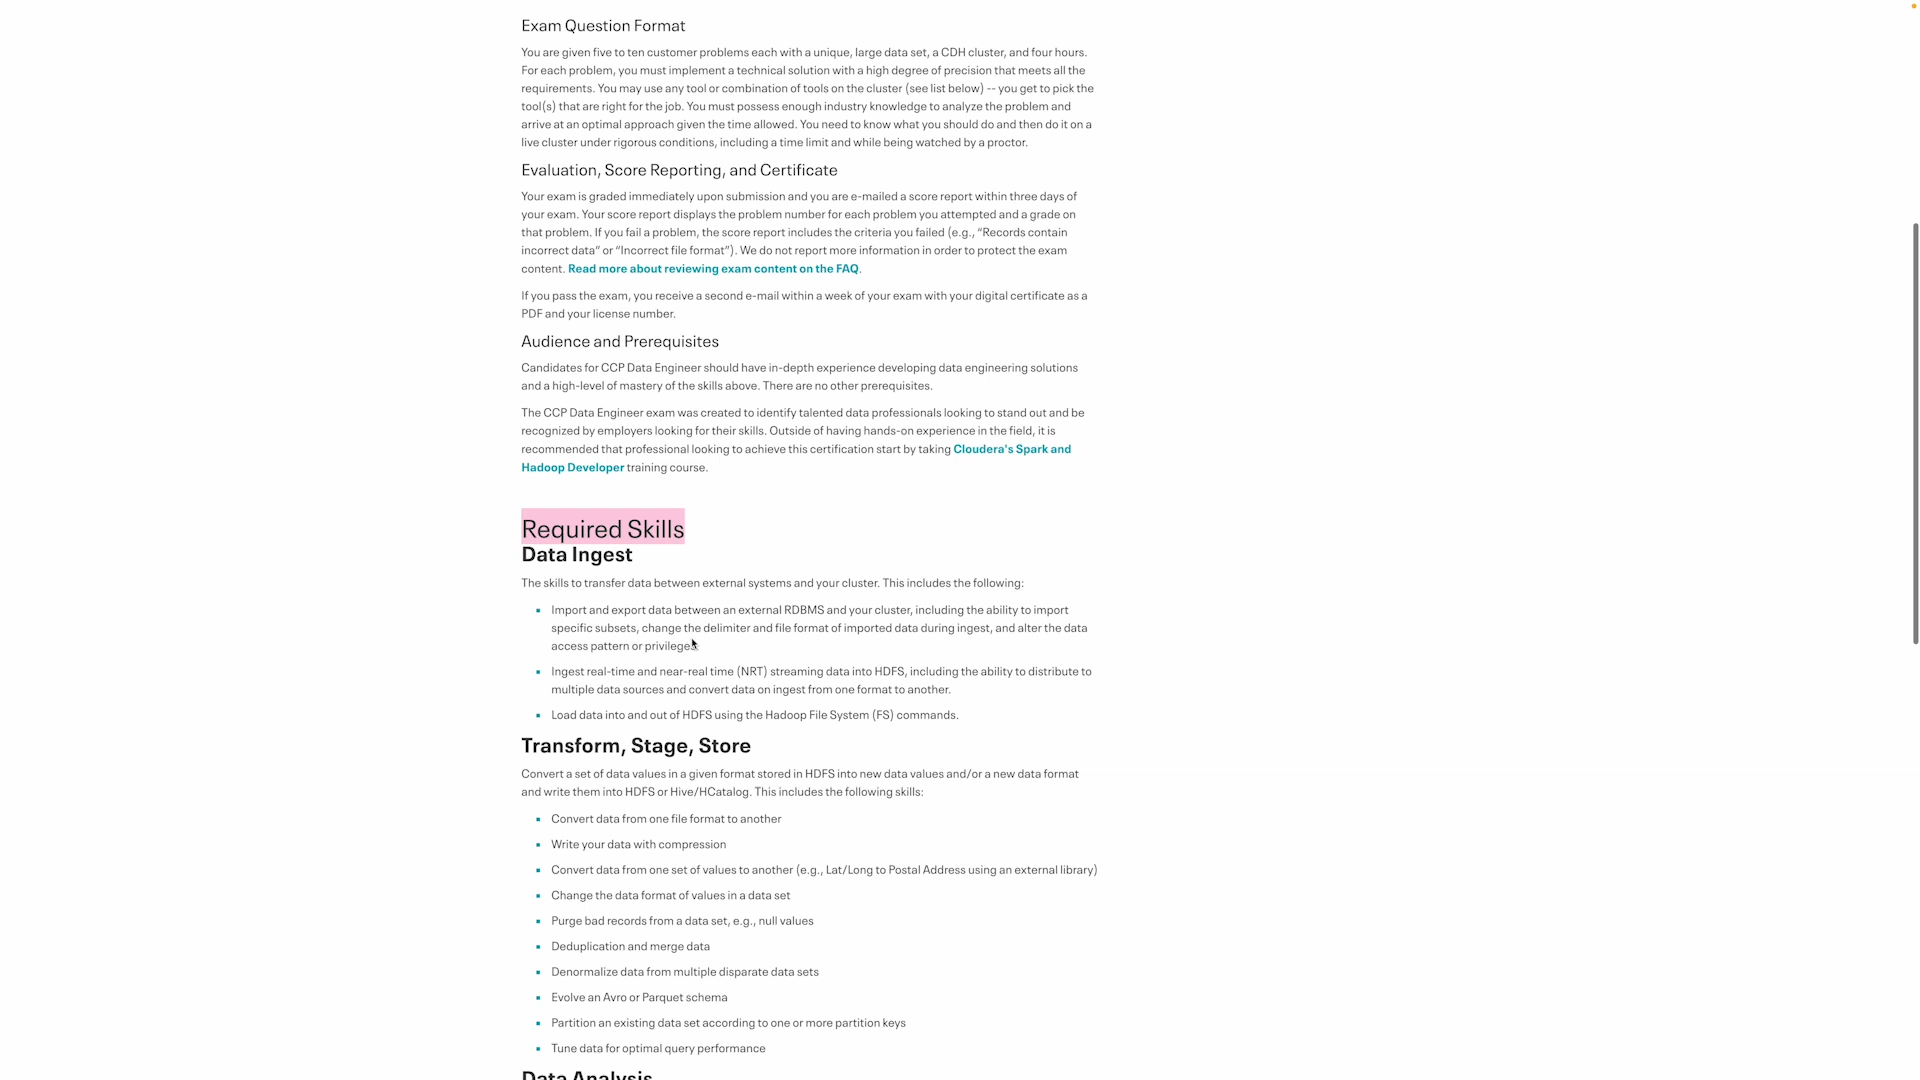 Exam Question Format
You are given five to ten customer problems each with a unique, large data set, a CDH cluster, and four hours.
For each problem, you must implement a technical solution with a high degree of precision that meets all the
requirements. You may use any tool or combination of tools on the cluster (see list below) -- you get to pick the
tool(s) that are right for the job. You must possess enough industry knowledge to analyze the problem and
arrive at an optimal approach given the time allowed. You need to know what you should do and then do it on a
live cluster under rigorous conditions, including a time limit and while being watched by a proctor.
Evaluation, Score Reporting, and Certificate
Your exam is graded immediately upon submission and you are e-mailed a score report within three days of
your exam. Your score report displays the problem number for each problem you attempted and a grade on
that problem. If you fail a problem, the score report includes the criteria you failed (e.g., “Records contain
incorrect data” or “Incorrect file format”). We do not report more information in order to protect the exam
content. Read more about reviewing exam content on the FAQ.
If you pass the exam, you receive a second e-mail within a week of your exam with your digital certificate as a
PDF and your license number.
Audience and Prerequisites
Candidates for CCP Data Engineer should have in-depth experience developing data engineering solutions
and a high-level of mastery of the skills above. There are no other prerequisites.
The CCP Data Engineer exam was created to identify talented data professionals looking to stand out and be
recognized by employers looking for their skills. Outside of having hands-on experience in the field, it is
recommended that professional looking to achieve this certification start by taking Cloudera's Spark and
Hadoop Developer training course.
Required Skills
Data Ingest
The skills to transfer data between external systems and your cluster. This includes the following:
Import and export data between an external RDBMS and your cluster, including the ability to import
specific subsets, change the delimiter and file format of imported data during ingest, and alter the data
access pattern or privileges.
Ingest real-time and near-real time (NRT) streaming data into HDFS, including the ability to distribute to
multiple data sources and convert data on ingest from one format to another.
Load data into and out of HDFS using the Hadoop File System (FS) commands.
Transform, Stage, Store
Convert a set of data values in a given format stored in HDFS into new data values and/or a new data format
and write them into HDFS or Hive/HCatalog. This includes the following skills:
Convert data from one file format to another
Write your data with compression
Convert data from one set of values to another (e.g., Lat/Long to Postal Address using an external library)
Change the data format of values in a data set
Purge bad records from a data set, e.g., null values
Deduplication and merge data
Denormalize data from multiple disparate data sets
Evolve an Avro or Parquet schema
Partition an existing data set according to one or more partition keys
Tune data for optimal query performance
Data Analysis